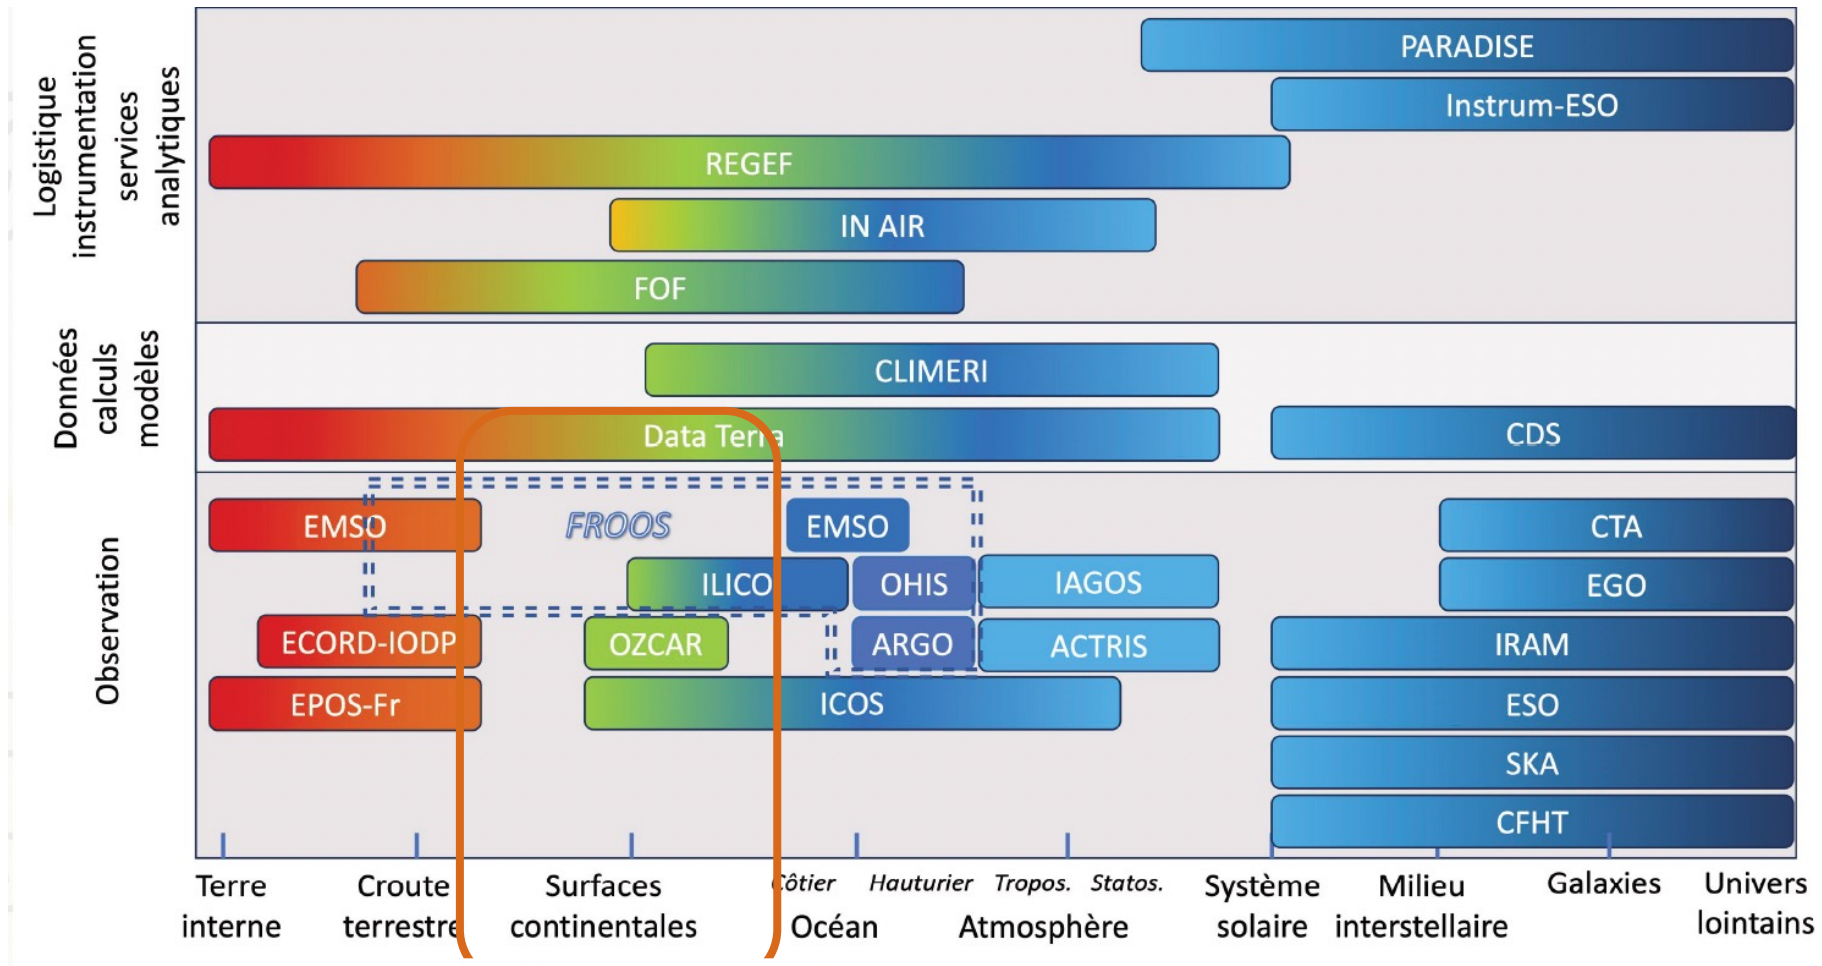 Logistique
instrumentation
services
analytiques
PARADISE
Instrum-ESO
REGEF
IN AIR
FOF
Données
calculs
modèles
CLIMERI
Data Terra
CDS
Observation
EMSO
FROOS
EMSO
CTA
ILICO
OHIS
IAGOS
EGO
ECORD-IODP
OZCAR
ARGO
ACTRIS
IRAM
EPOS-Fr
ICOS
ESO
SKA
CFHT
Terre
interne
Croute
terrestre
Surfaces
continentales
Côtier
Hauturier
Océan
Tropos.
Statos.
Atmosphère
Système
solaire
Milieu
interstellaire
Galaxies
Univers
lointains